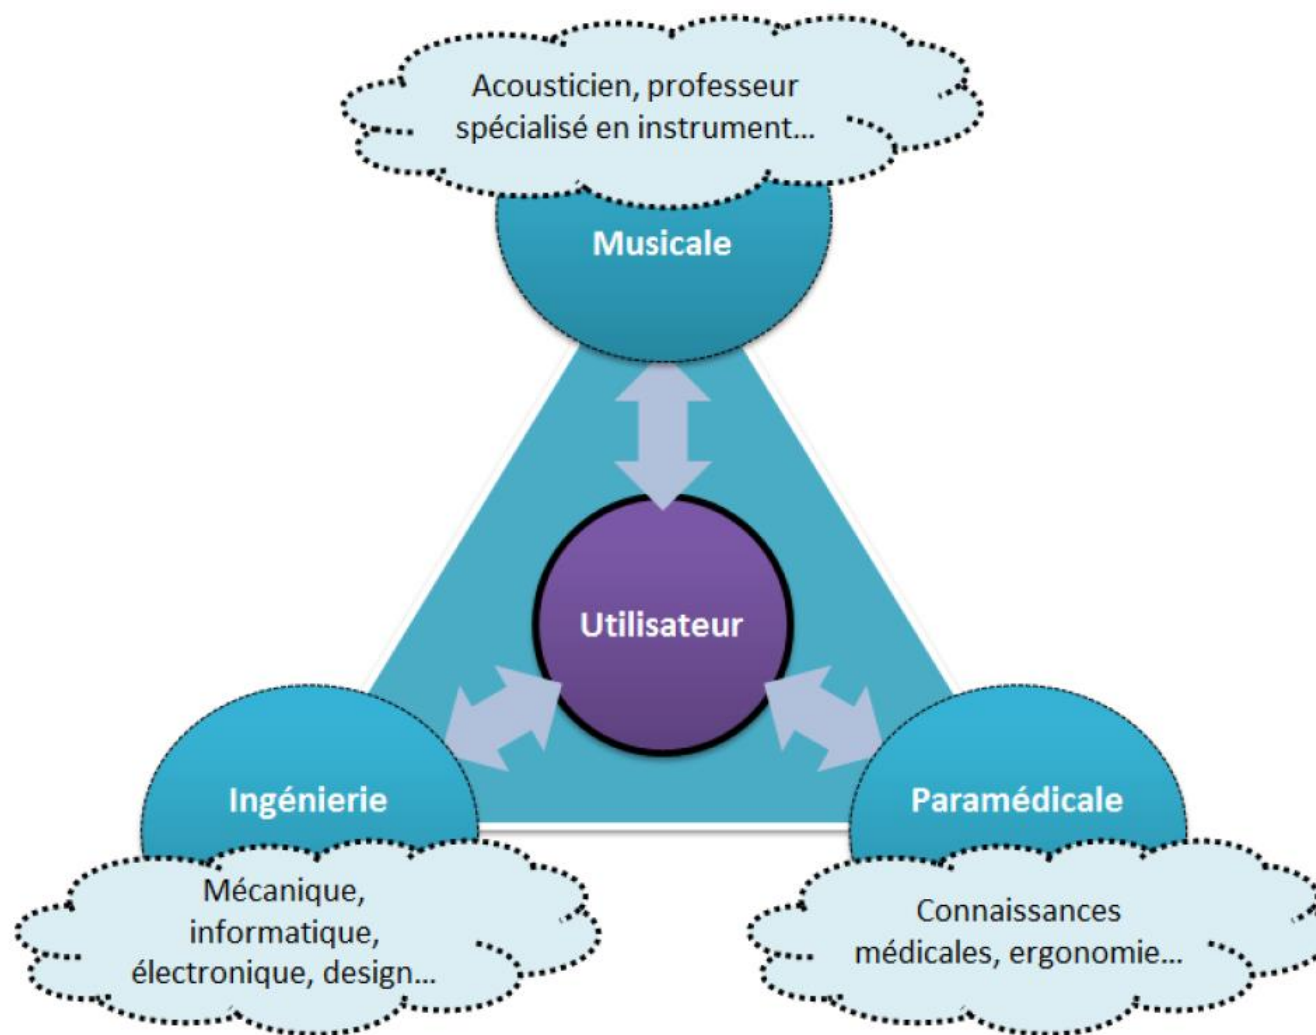 Acousticien, professeur
spécialisé en instrument…
Musicale
Utilisateur
Ingénierie
Mécanique,
informatique,
électronique, design…
Paramédicale
Connaissances
médicales, ergonomie…